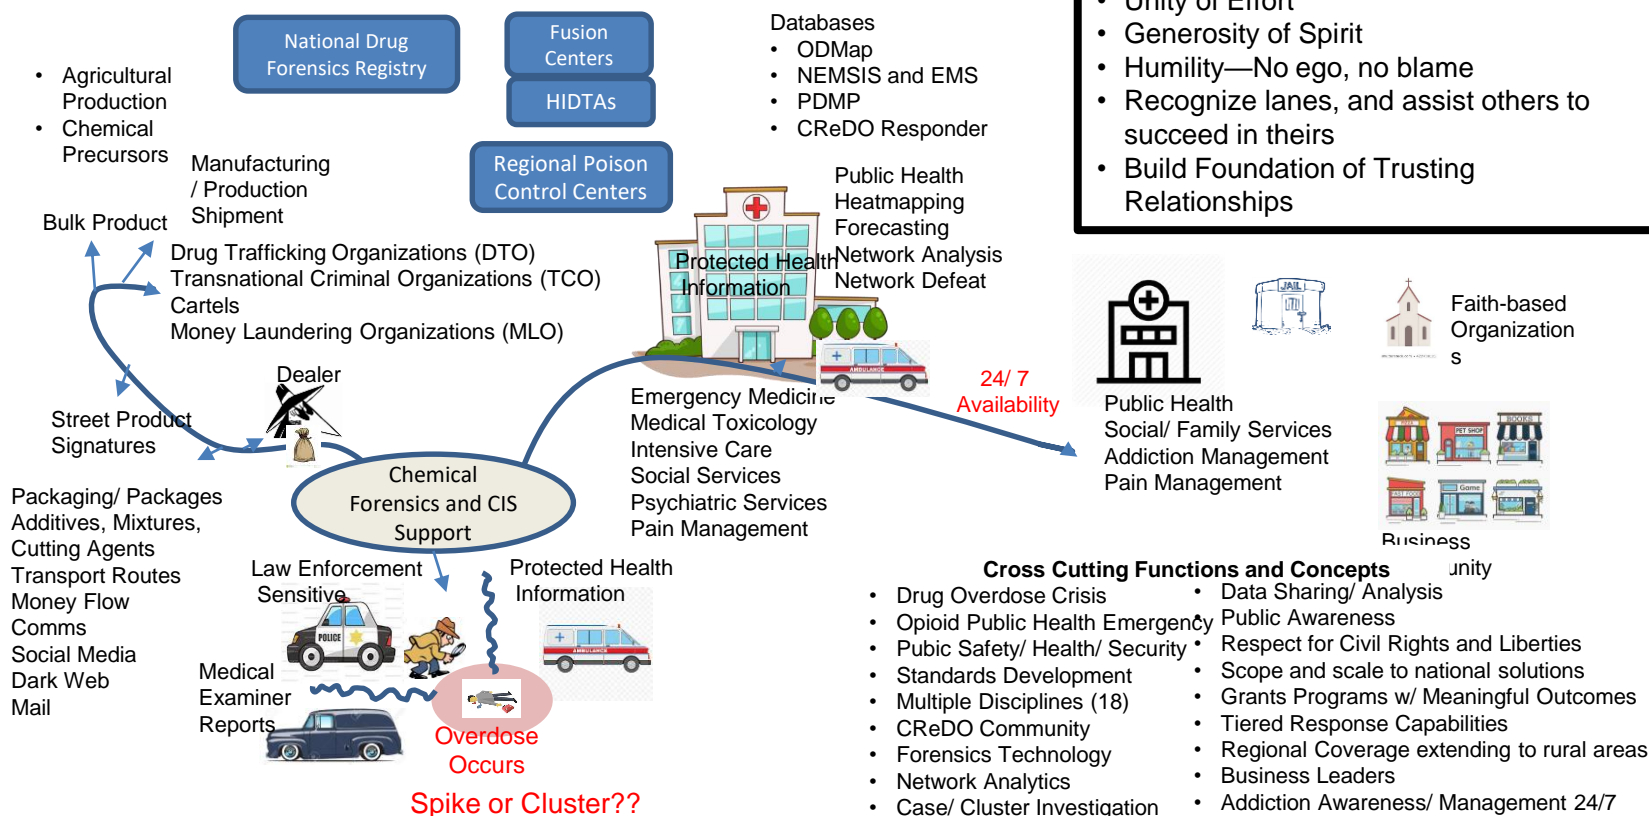 Unity of Effort
• Generosity of Spirit
• Humility—No ego, no blame
• Recognize lanes, and assist others to
succeed in theirs
• Build Foundation of Trusting
Relationships
National Drug
Forensics Registry
Fusion
Centers
HIDTAs
Regional Poison
Control Centers
Databases
• ODMap
• NEMSIS and EMS
• PDMP
• CReDO Responder
• Agricultural
Production
• Chemical
Precursors
Manufacturing
/ Production
Shipment
Bulk Product
Drug Trafficking Organizations (DTO)
Transnational Criminal Organizations (TCO)
Cartels
Money Laundering Organizations (MLO)
Public Health
Heatmapping
Forecasting
Network Analysis
Network Defeat
Protected Health
Information
Dealer
Street Product
Signatures
Packaging/ Packages
Additives, Mixtures,
Cutting Agents
Transport Routes
Money Flow
Comms
Social Media
Dark Web
Mail
Chemical
Forensics and CIS
Support
Emergency Medicine
Medical Toxicology
Intensive Care
Social Services
Psychiatric Services
Pain Management
AMBULANCE
24/ 7
Availability
Public Health
Social/ Family Services
Addiction Management
Pain Management
JAIL
Faith-based
Organization
s
PET SHOP
FAST FOOD
Game
Business
unity
Law Enforcement
Sensitive
POLICE
Protected Health
Information
AMBULANCE
Medical
Examiner
Reports
Overdose
Occurs
Spike or Cluster??
Cross Cutting Functions and Concepts
• Drug Overdose Crisis
• Opioid Public Health Emergency
• Pubic Safety/ Health/ Security
• Standards Development
• Multiple Disciplines (18)
• CReDO Community
• Forensics Technology
• Network Analytics
• Case/ Cluster Investigation
• Data Sharing/ Analysis
• Public Awareness
• Respect for Civil Rights and Liberties
• Scope and scale to national solutions
• Grants Programs w/ Meaningful Outcomes
• Tiered Response Capabilities
• Regional Coverage extending to rural areas
• Business Leaders
• Addiction Awareness/ Management 24/7